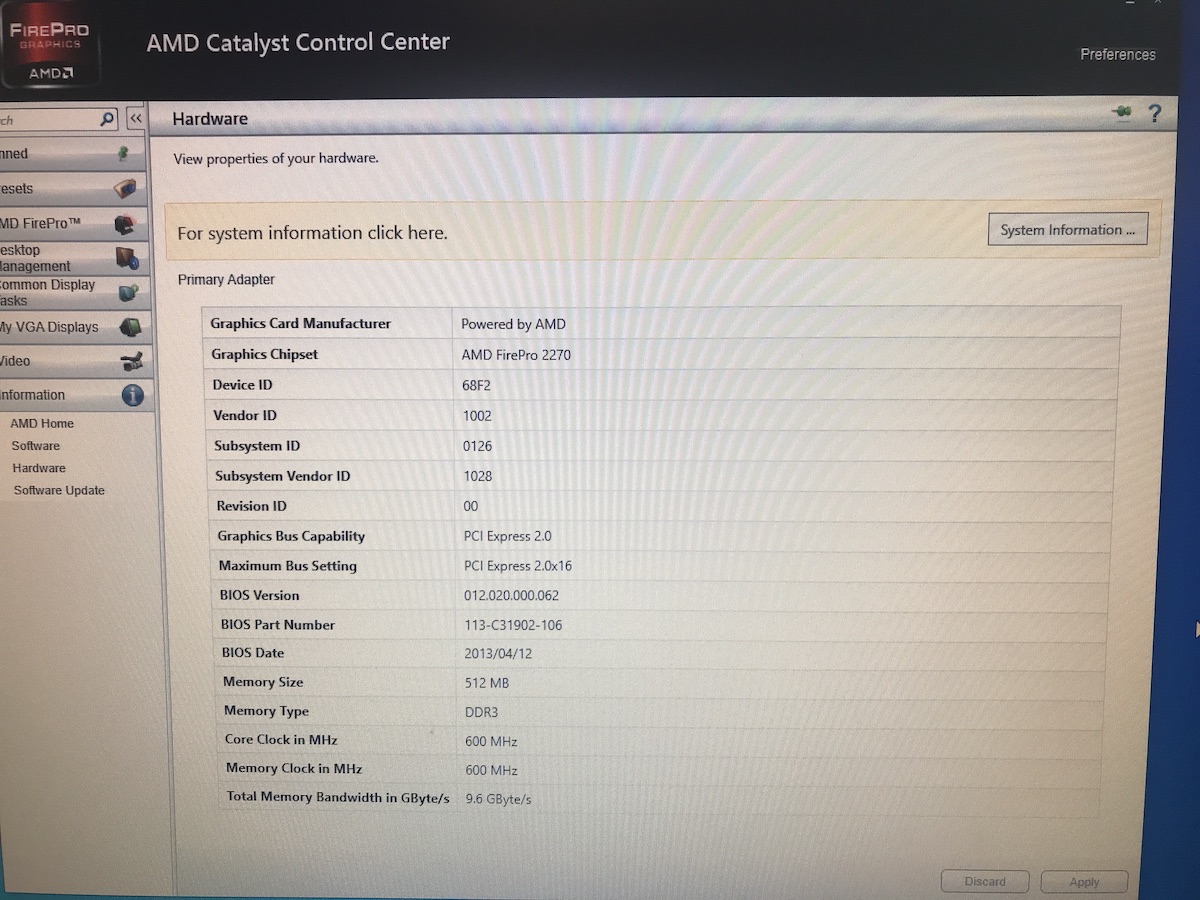 FIREPRO
GRAPHICS
AMD
AMD Catalyst Control Center
Preferences
ch
<<
Hardware
?
nned
View properties of your hardware.
esets
MD FirePro™
For system information click here.
System Information ...
esktop
anagement
Primary Adapter
ommon Display
asks
My VGA Displays
Video
nformation
AMD Home
Software
Hardware
Software Update
Graphics Card Manufacturer Powered by AMD
Graphics Chipset AMD FirePro 2270
Device ID 68F2
Vendor ID 1002
Subsystem ID 0126
Subsystem Vendor ID 1028
Revision ID 00
Graphics Bus Capability PCI Express 2.0
Maximum Bus Setting PCI Express 2.0x16
BIOS Version 012.020.000.062
BIOS Part Number 113-C31902-106
BIOS Date 2013/04/12
Memory Size 512 MB
Memory Type DDR3
Core Clock in MHz 600 MHz
Memory Clock in MHz 600 MHz
Total Memory Bandwidth in GByte/s 9.6 GByte/s
Discard
Apply